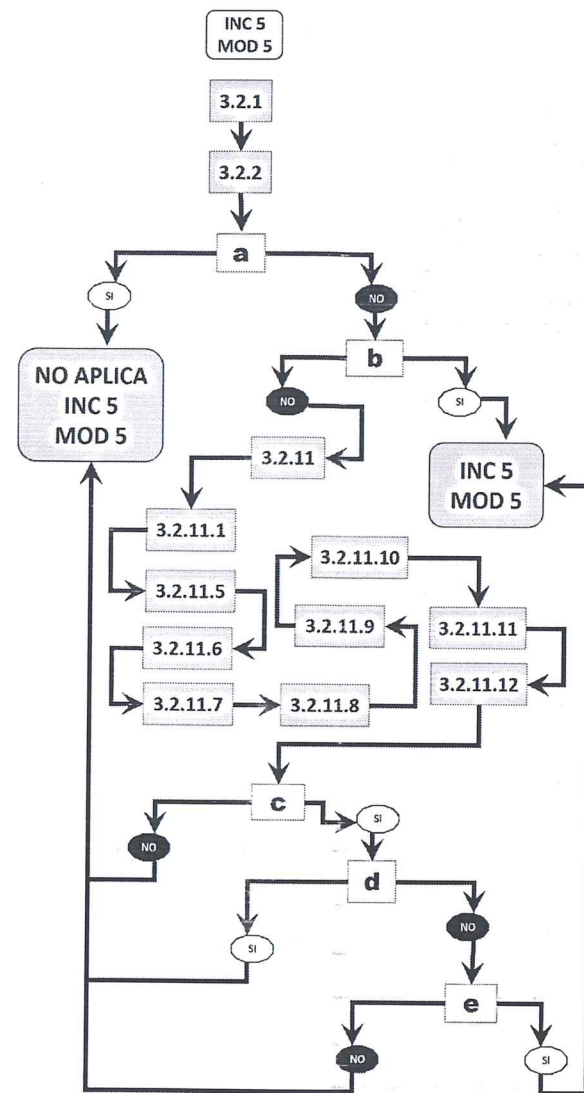 INC 5
MOD 5
3.2.1
3.2.2
a
SI
NO
NO APLICA
INC 5
MOD 5
b
NO
SI
3.2.11
INC 5
MOD 5
3.2.11.1
3.2.11.10
3.2.11.5
3.2.11.9
3.2.11.11
3.2.11.6
3.2.11.12
3.2.11.7
3.2.11.8
c
SI
NO
d
NO
SI
e
NO
SI